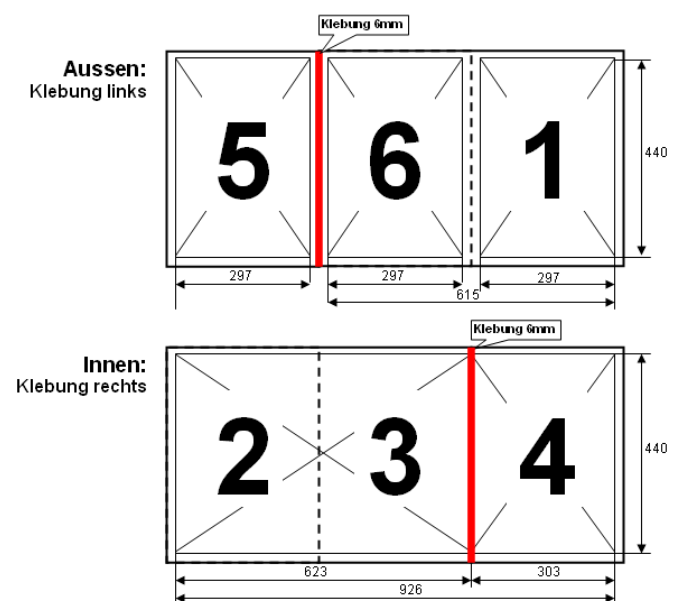 Klebung 6mm
Aussen:
Klebung links
5
6
1
440
297
297
297
615
Klebung 6mm
Innen:
Klebung rechts
2
3
4
440
623
303
926